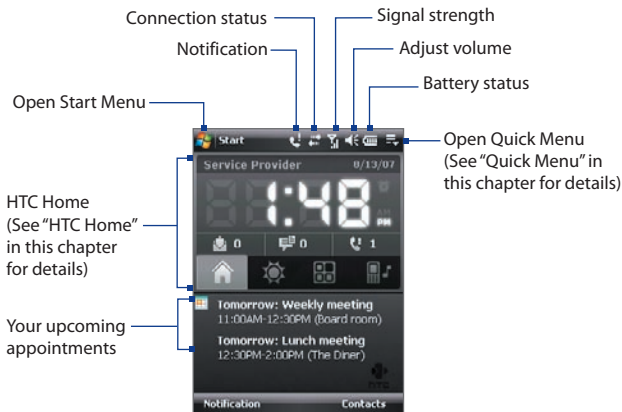 Connection status
Signal strength
Notification
Adjust volume
Battery status
Open Start Menu
Open Quick Menu
(See “Quick Menu” in
this chapter for details)
HTC Home
(See “HTC Home”
in this chapter
for details)
Your upcoming
appointments
Start
Service Provider 8/13/07
1:48
AM
PM
0 0 1
Tomorrow: Weekly meeting
11:00AM-12:30PM (Board room)
Tomorrow: Lunch meeting
12:30PM-2:00PM (The Diner)
hTC
Notification Contacts